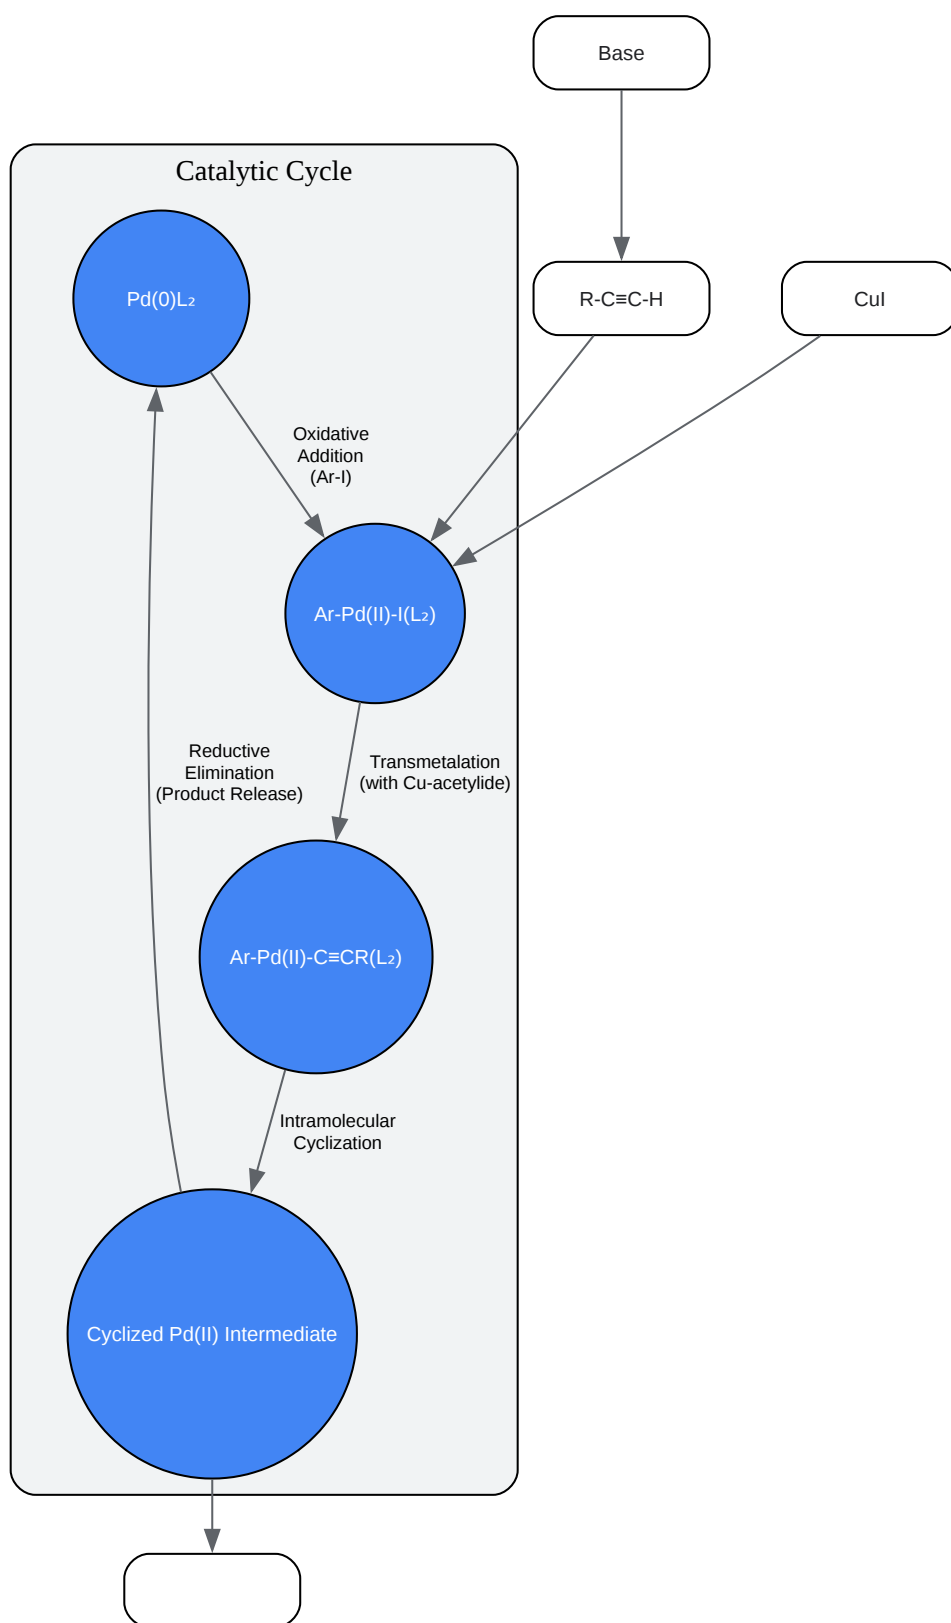 Base
Catalytic Cycle
Pd(0)L₂
R-C≡C-H
CuI
Oxidative
Addition
(Ar-I)
Ar-Pd(II)-I(L₂)
Reductive
Elimination
(Product Release)
Transmetalation
(with Cu-acetylide)
Ar-Pd(II)-C≡CR(L₂)
Intramolecular
Cyclization
Cyclized Pd(II) Intermediate